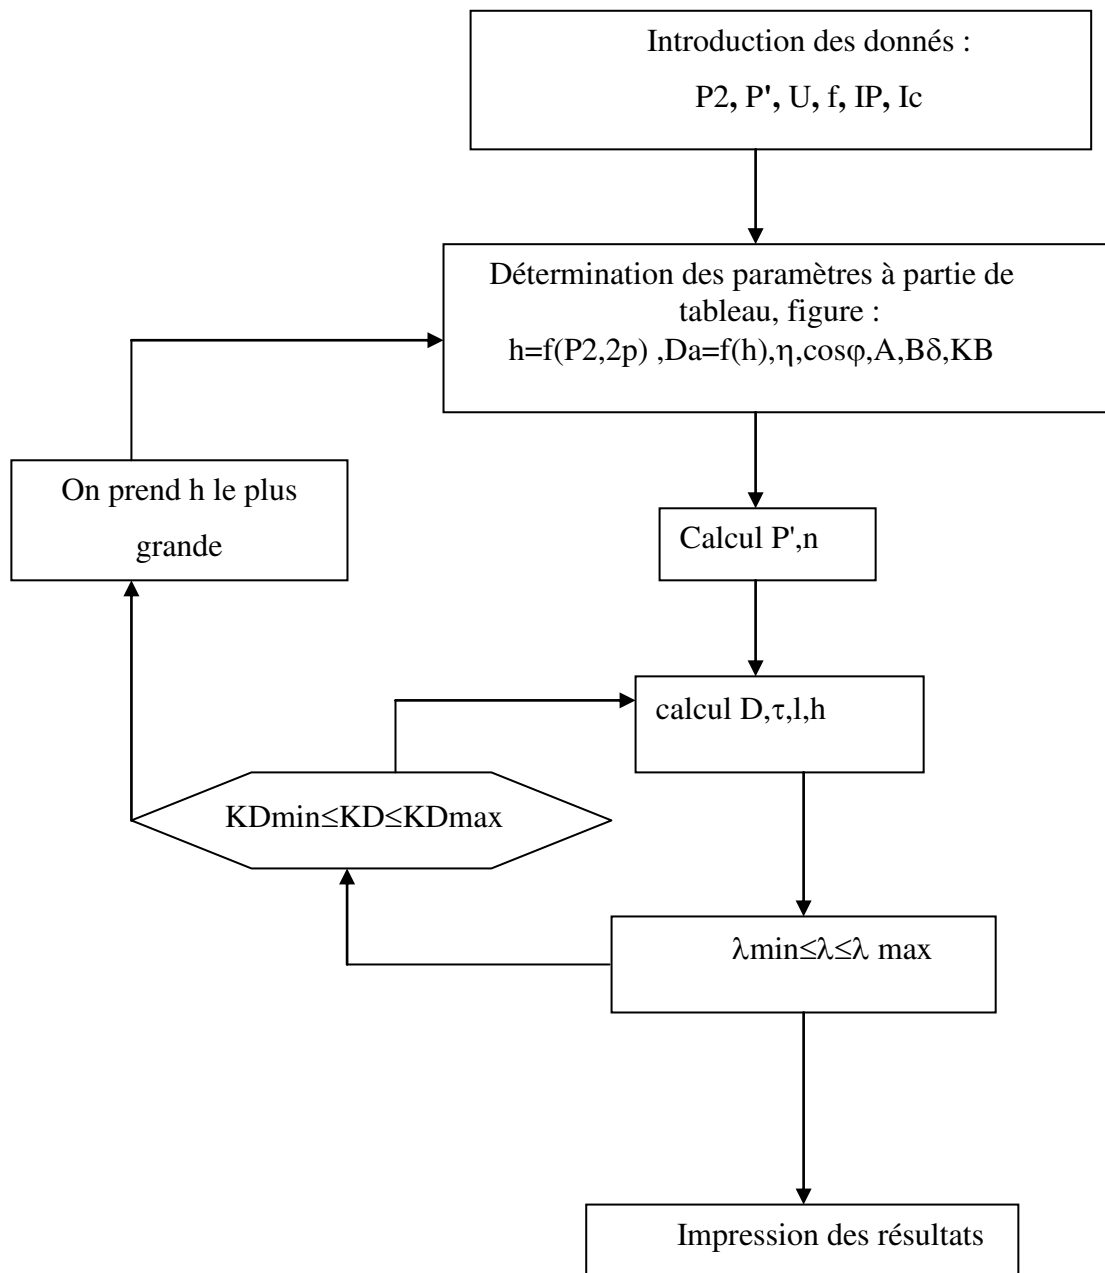 Introduction des donnés :
P2, P', U, f, IP, Ic
Détermination des paramètres à partie de
tableau, figure :
h=f(P2,2p) ,Da=f(h),η,cosφ,A,Bδ,KB
On prend h le plus
grande
Calcul P',n
calcul D,τ,l,h
KDmin≤KD≤KDmax
λmin≤λ≤λ max
Impression des résultats